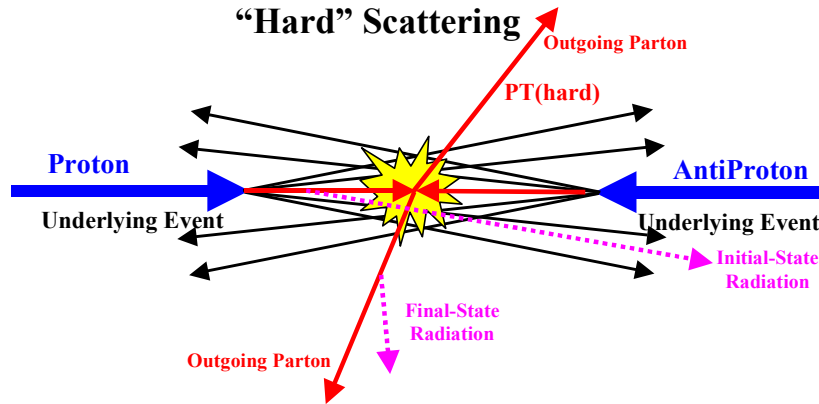 “Hard” Scattering
Outgoing Parton
PT(hard)
Proton
AntiProton
Underlying Event
Underlying Event
Initial-State
Radiation
Final-State
Radiation
Outgoing Parton